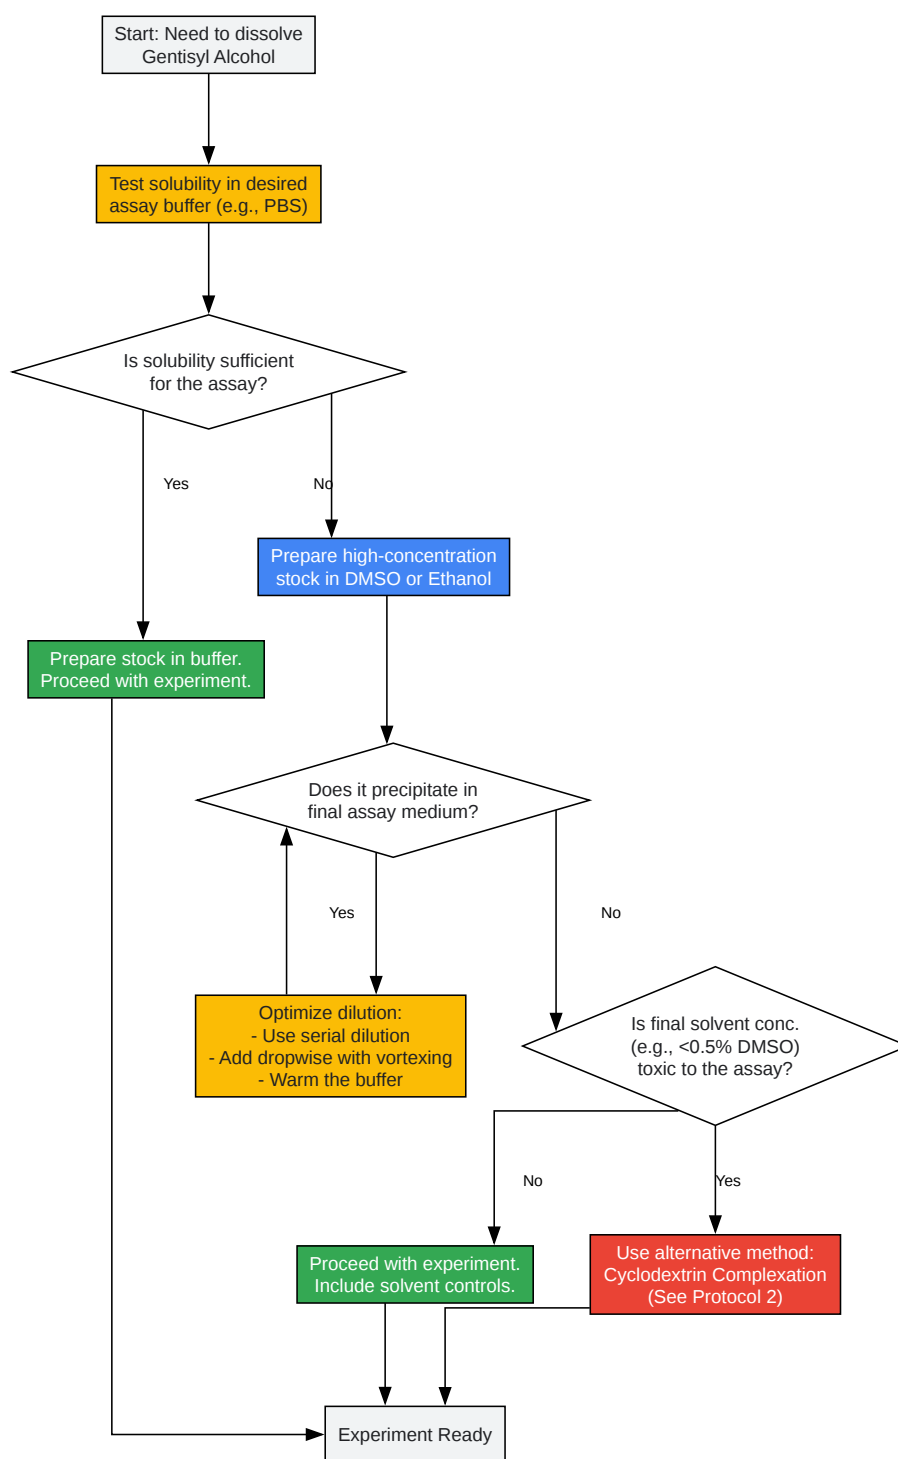 Start: Need to dissolve
Gentisyl Alcohol
Test solubility in desired
assay buffer (e.g., PBS)
Is solubility sufficient
for the assay?
Yes
No
Prepare high-concentration
stock in DMSO or Ethanol
Prepare stock in buffer.
Proceed with experiment.
Does it precipitate in
final assay medium?
Yes
No
Optimize dilution:
- Use serial dilution
- Add dropwise with vortexing
- Warm the buffer
Is final solvent conc.
(e.g., <0.5% DMSO)
toxic to the assay?
No
Yes
Proceed with experiment.
Include solvent controls.
Use alternative method:
Cyclodextrin Complexation
(See Protocol 2)
Experiment Ready